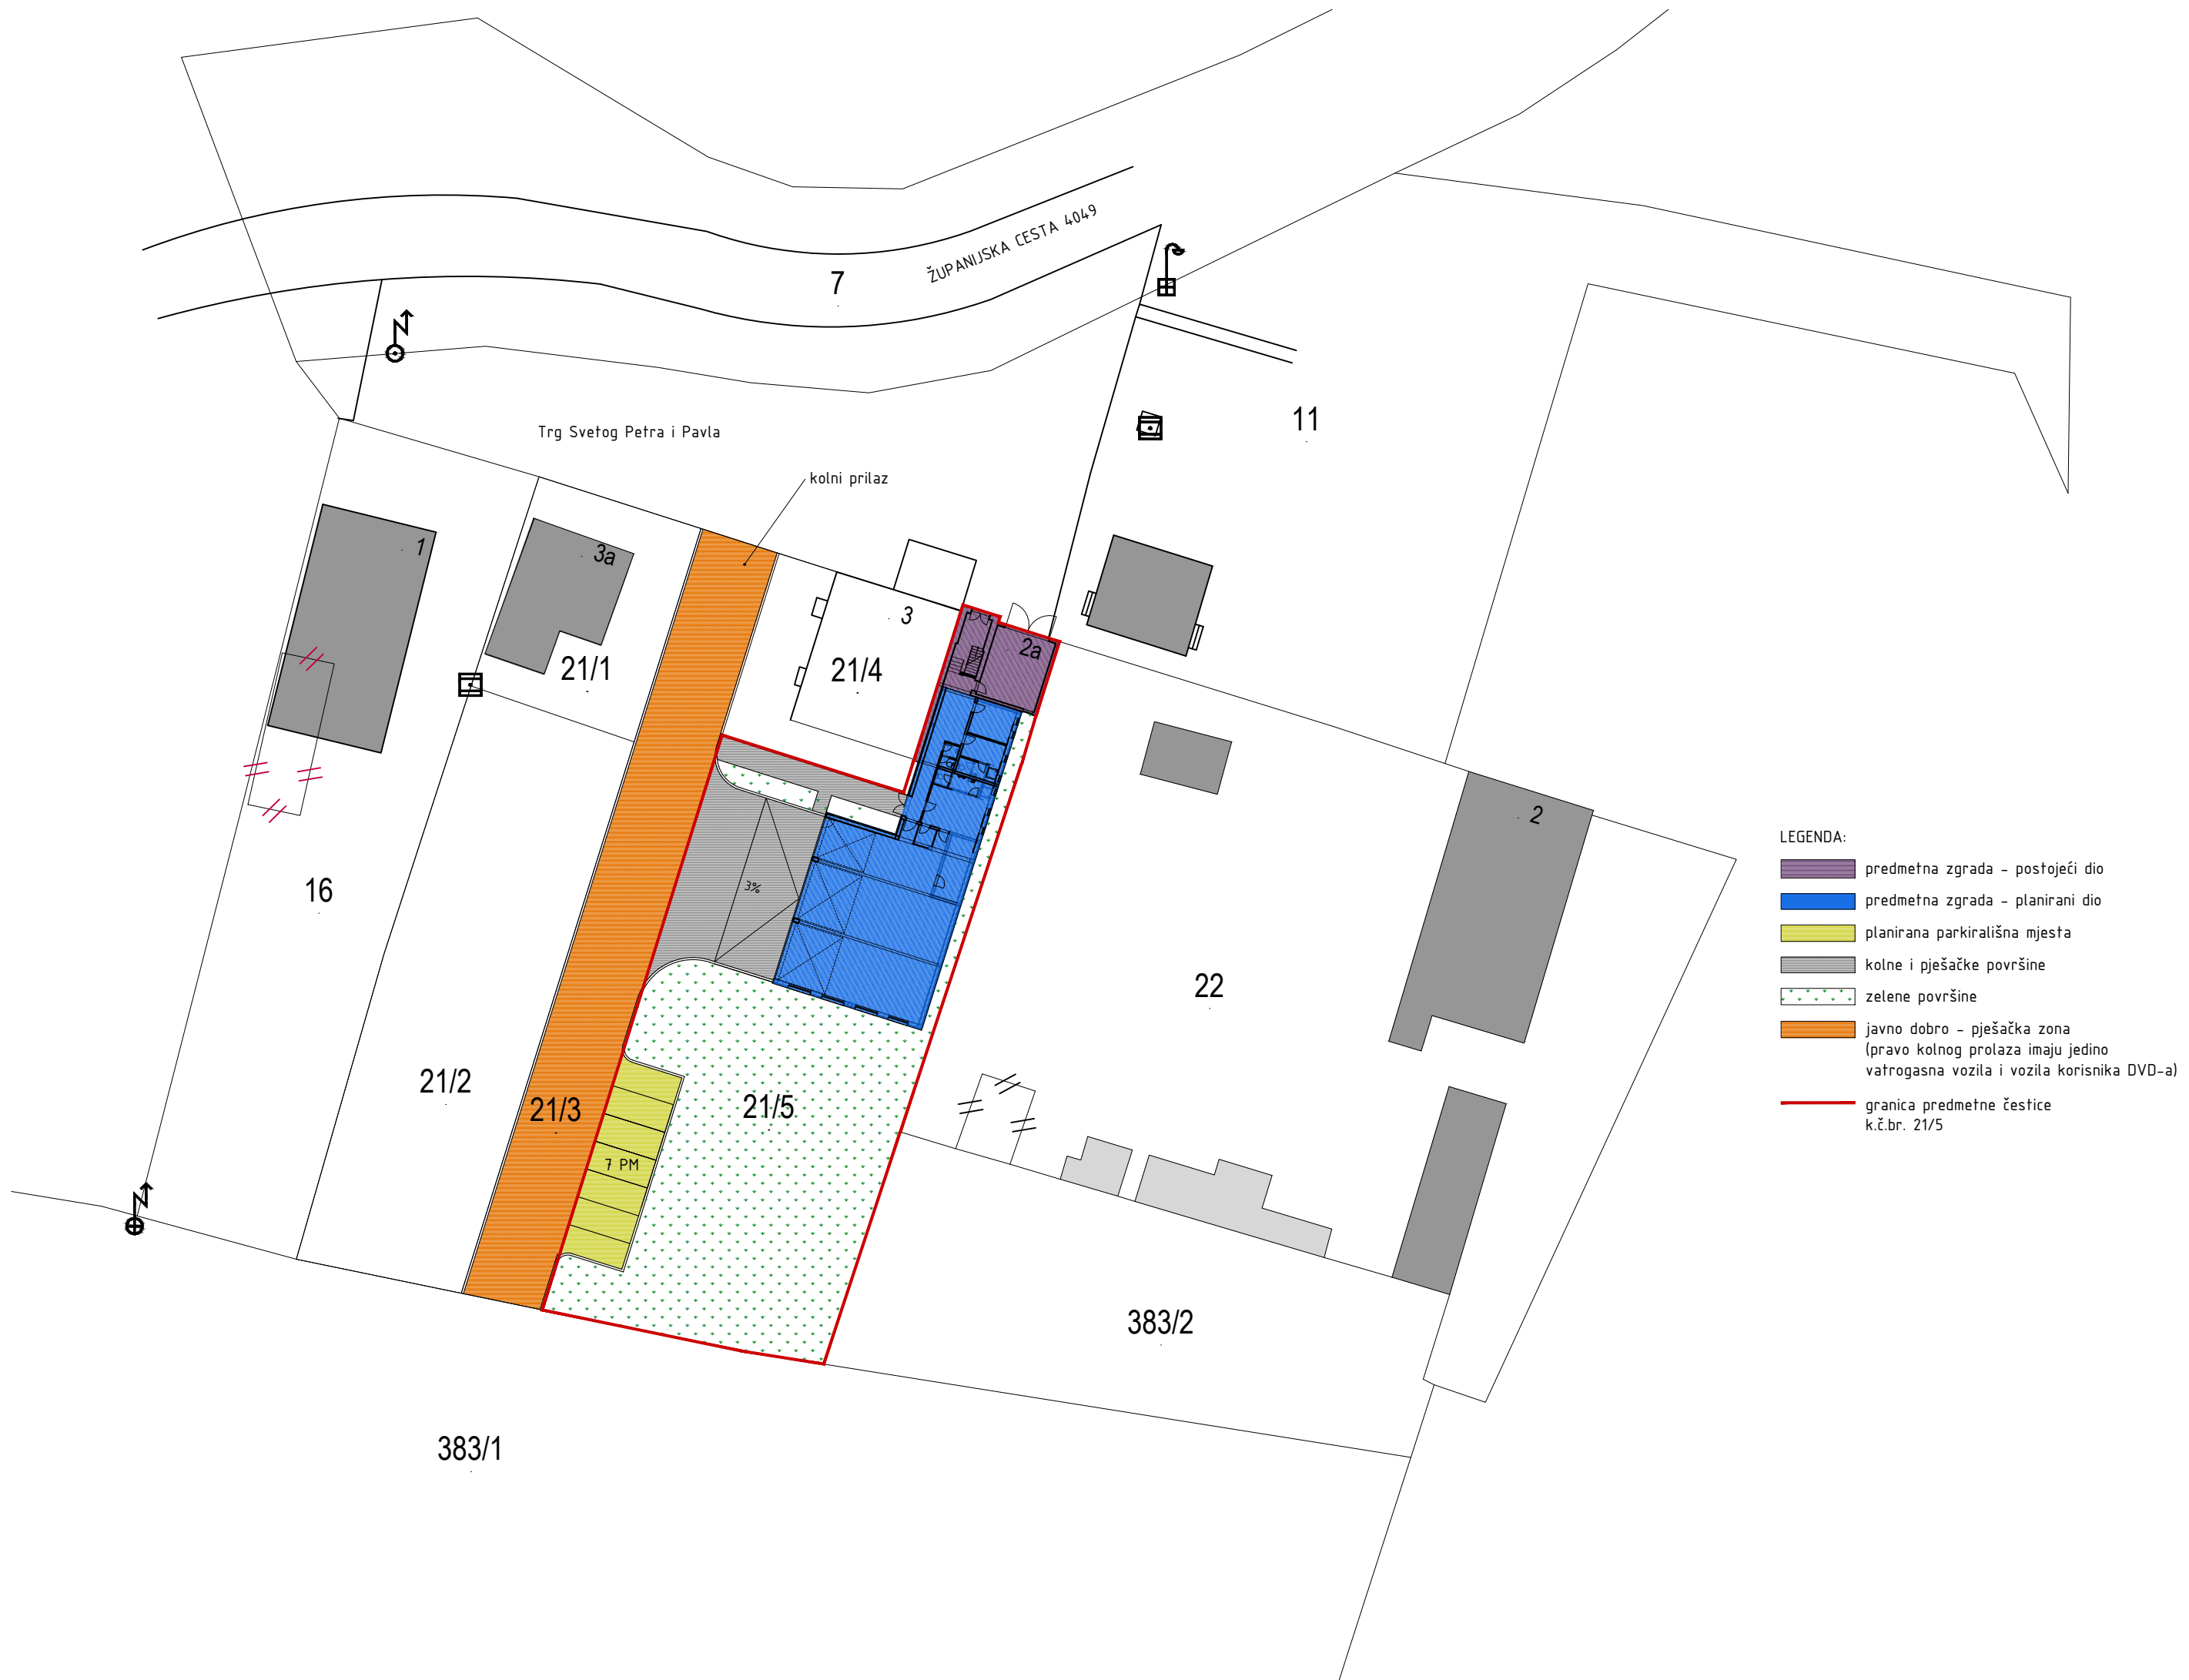 ŽUPANIJSKA CESTA 4049
7
11
Trg Svetog Petra i Pavla
kolni prilaz
1
3a
3
2a
21/1
21/4
2
3%
16
22
21/2
21/3
21/5
7 PM
383/2
383/1
LEGENDA:
predmetna zgrada - postojeći dio
predmetna zgrada - planirani dio
planirana parkirališna mjesta
kolne i pješačke površine
zelene površine
javno dobro - pješačka zona
(pravo kolnog prolaza imaju jedino
vatrogasna vozila i vozila korisnika DVD-a)
granica predmetne čestice
k.č.br. 21/5